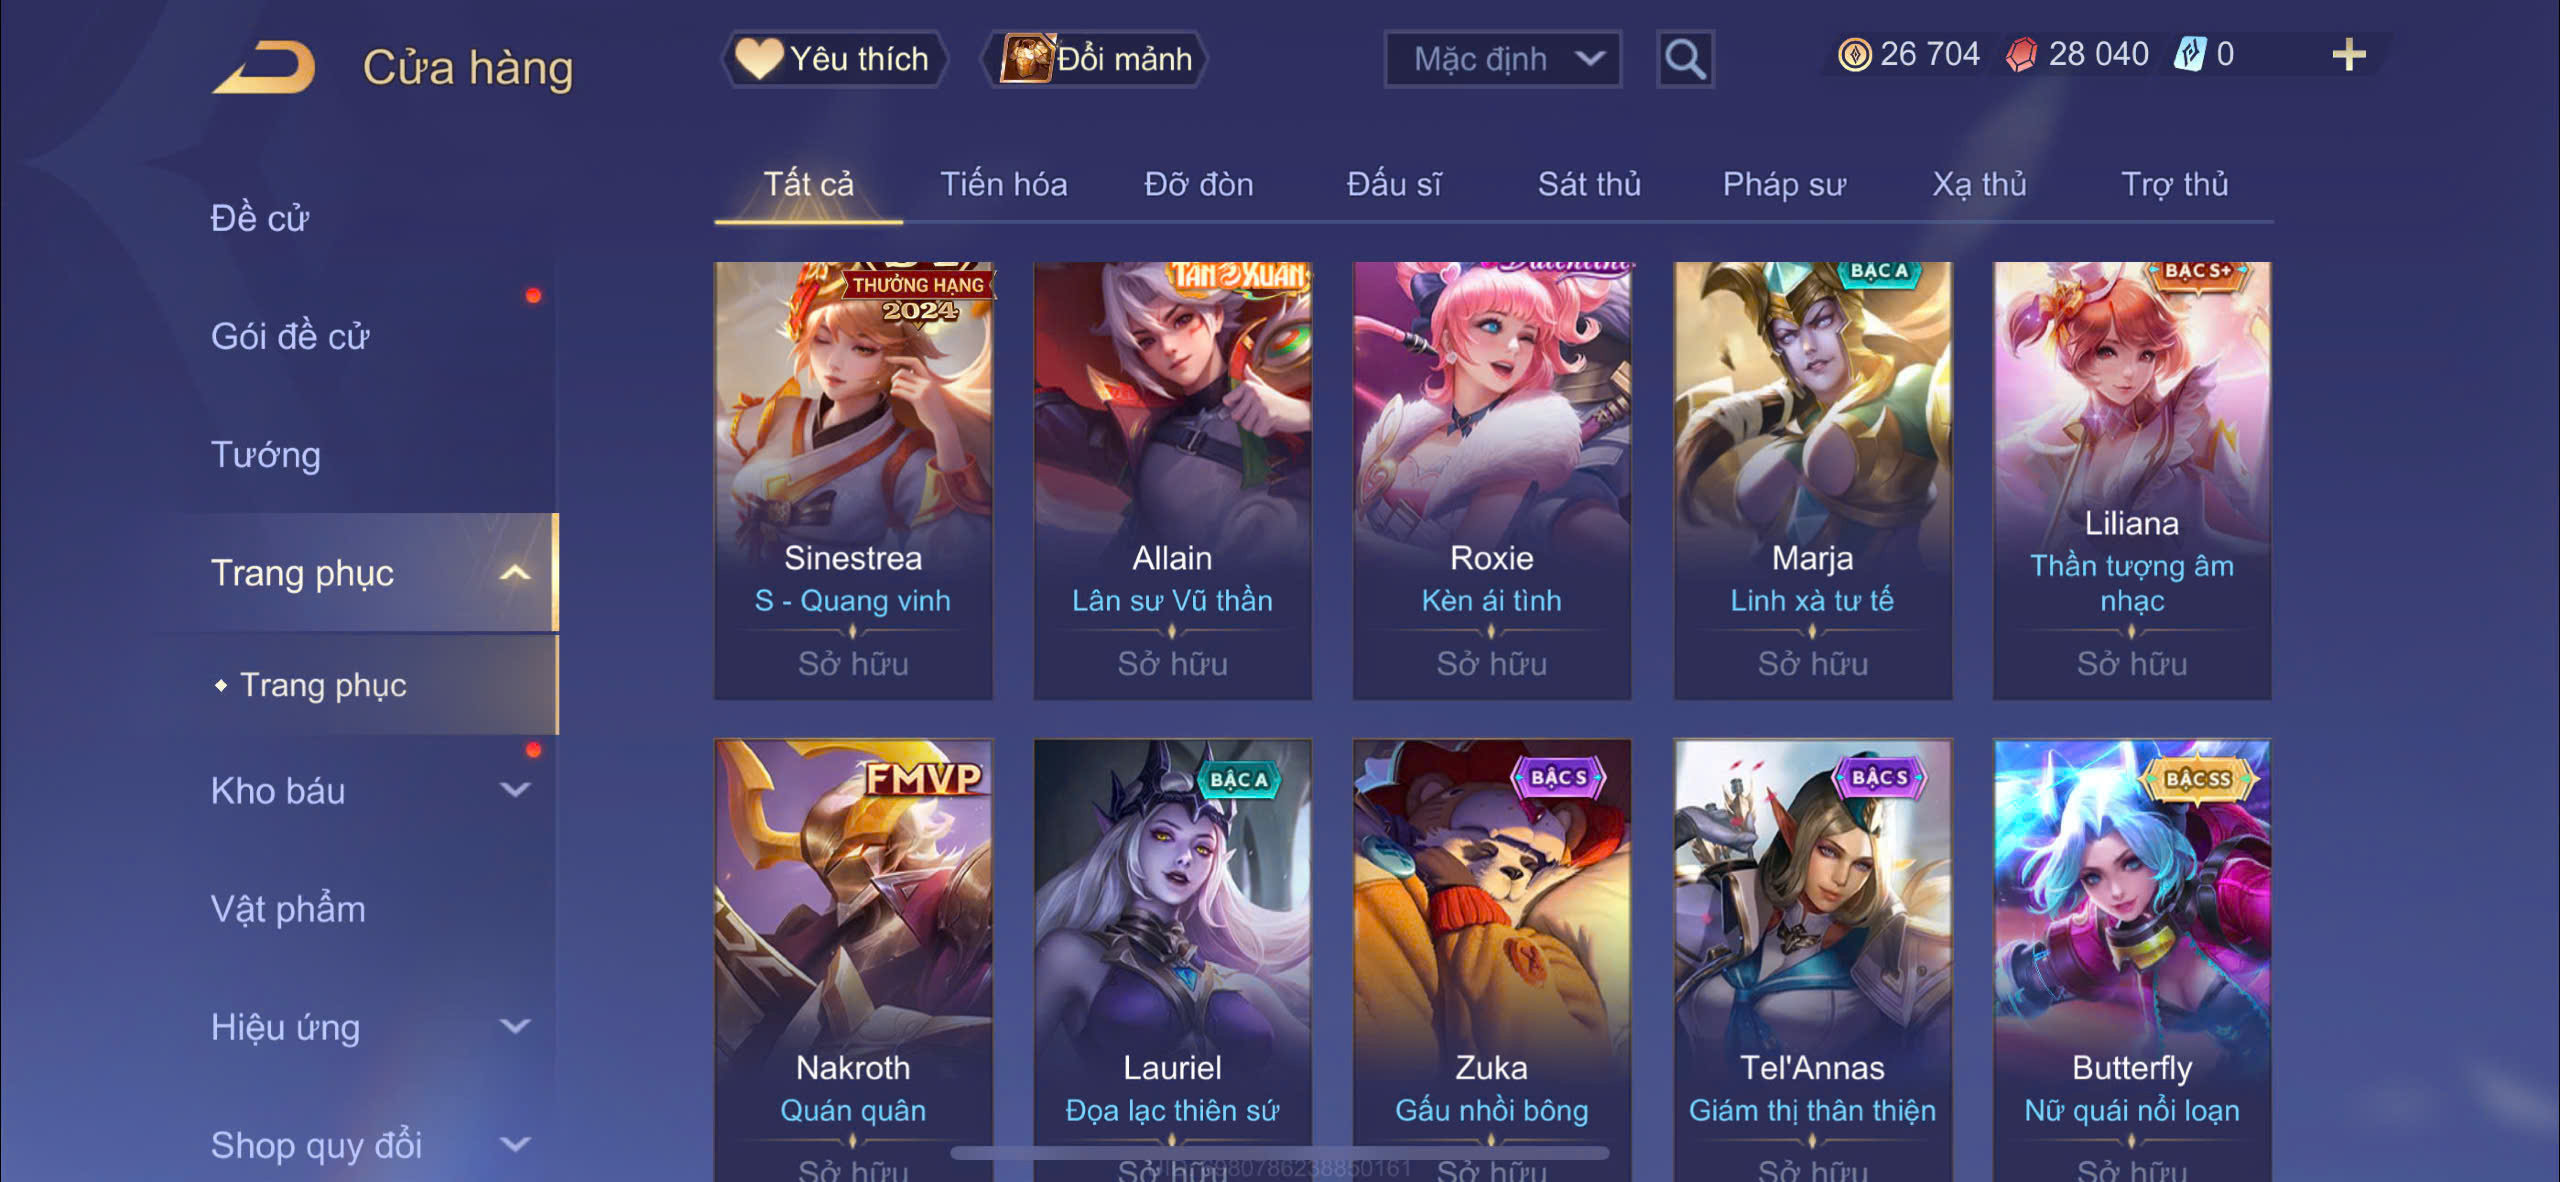 Cửa hàng
Yêu thích
Đổi mảnh
Mặc định
26 704
28 040
0
Tất cả
Tiến hóa
Đỡ đòn
Đấu sĩ
Sát thủ
Pháp sư
Xạ thủ
Trợ thủ
Đề cử
Gói đề cử
Tướng
Trang phục
Trang phục
Kho báu
Vật phẩm
Hiệu ứng
Shop quy đổi
THƯỞNG HẠNG
2024
Sinestrea
S - Quang vinh
Sở hữu
TÂN XUÂN
Allain
Lân sư Vũ thần
Sở hữu
Valentine
Roxie
Kèn ái tình
Sở hữu
BẬC A
Marja
Linh xà tư tế
Sở hữu
BẬC S+
Liliana
Thần tượng âm
nhạc
Sở hữu
FMVP
Nakroth
Quán quân
Sở hữu
BẬC A
Lauriel
Đọa lạc thiên sứ
Sở hữu
BẬC S
Zuka
Gấu nhồi bông
Sở hữu
BẬC S
Tel'Annas
Giám thị thân thiện
Sở hữu
BẬC SS
Butterfly
Nữ quái nổi loạn
Sở hữu